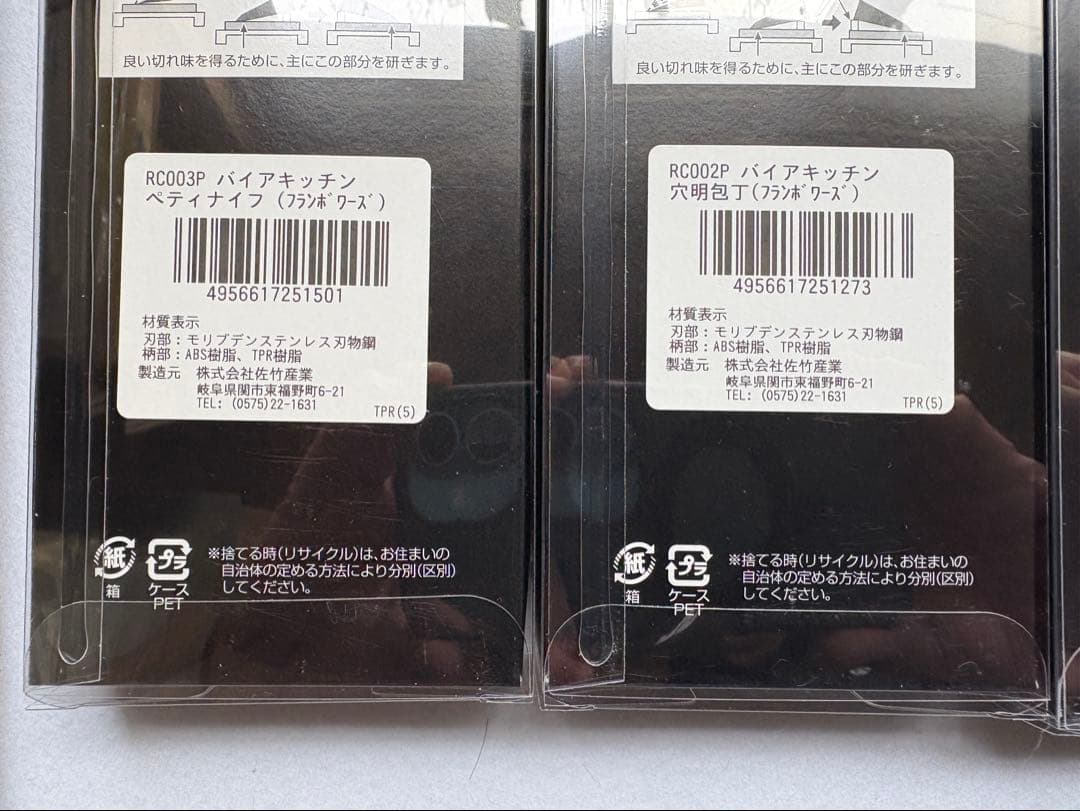 良い切れ味を得るために、主にこの部分を研ぎます。
RC003P バイアキッチン
ペティナイフ (ﾌﾗﾝﾎﾞﾜｰｽﾞ)
4956617251501
材質表示
刃部：モリブデンステンレス刃物鋼
柄部：ABS樹脂、TPR樹脂
製造元 株式会社佐竹産業
岐阜県関市東福野町6-21
TEL: (0575)22-1631
TPR(5)
紙
箱
プラ
ケース
PET
※捨てる時(リサイクル)は、お住まいの
自治体の定める方法により分別(区別)
してください。
良い切れ味を得るために、主にこの部分を研ぎます。
RC002P バイアキッチン
穴明包丁(ﾌﾗﾝﾎﾞﾜｰｽﾞ)
4956617251273
材質表示
刃部：モリブデンステンレス刃物鋼
柄部：ABS樹脂、TPR樹脂
製造元 株式会社佐竹産業
岐阜県関市東福野町6-21
TEL: (0575)22-1631
TPR(5)
紙
箱
プラ
ケース
PET
※捨てる時(リサイクル)は、お住まいの
自治体の定める方法により分別(区別)
してください。